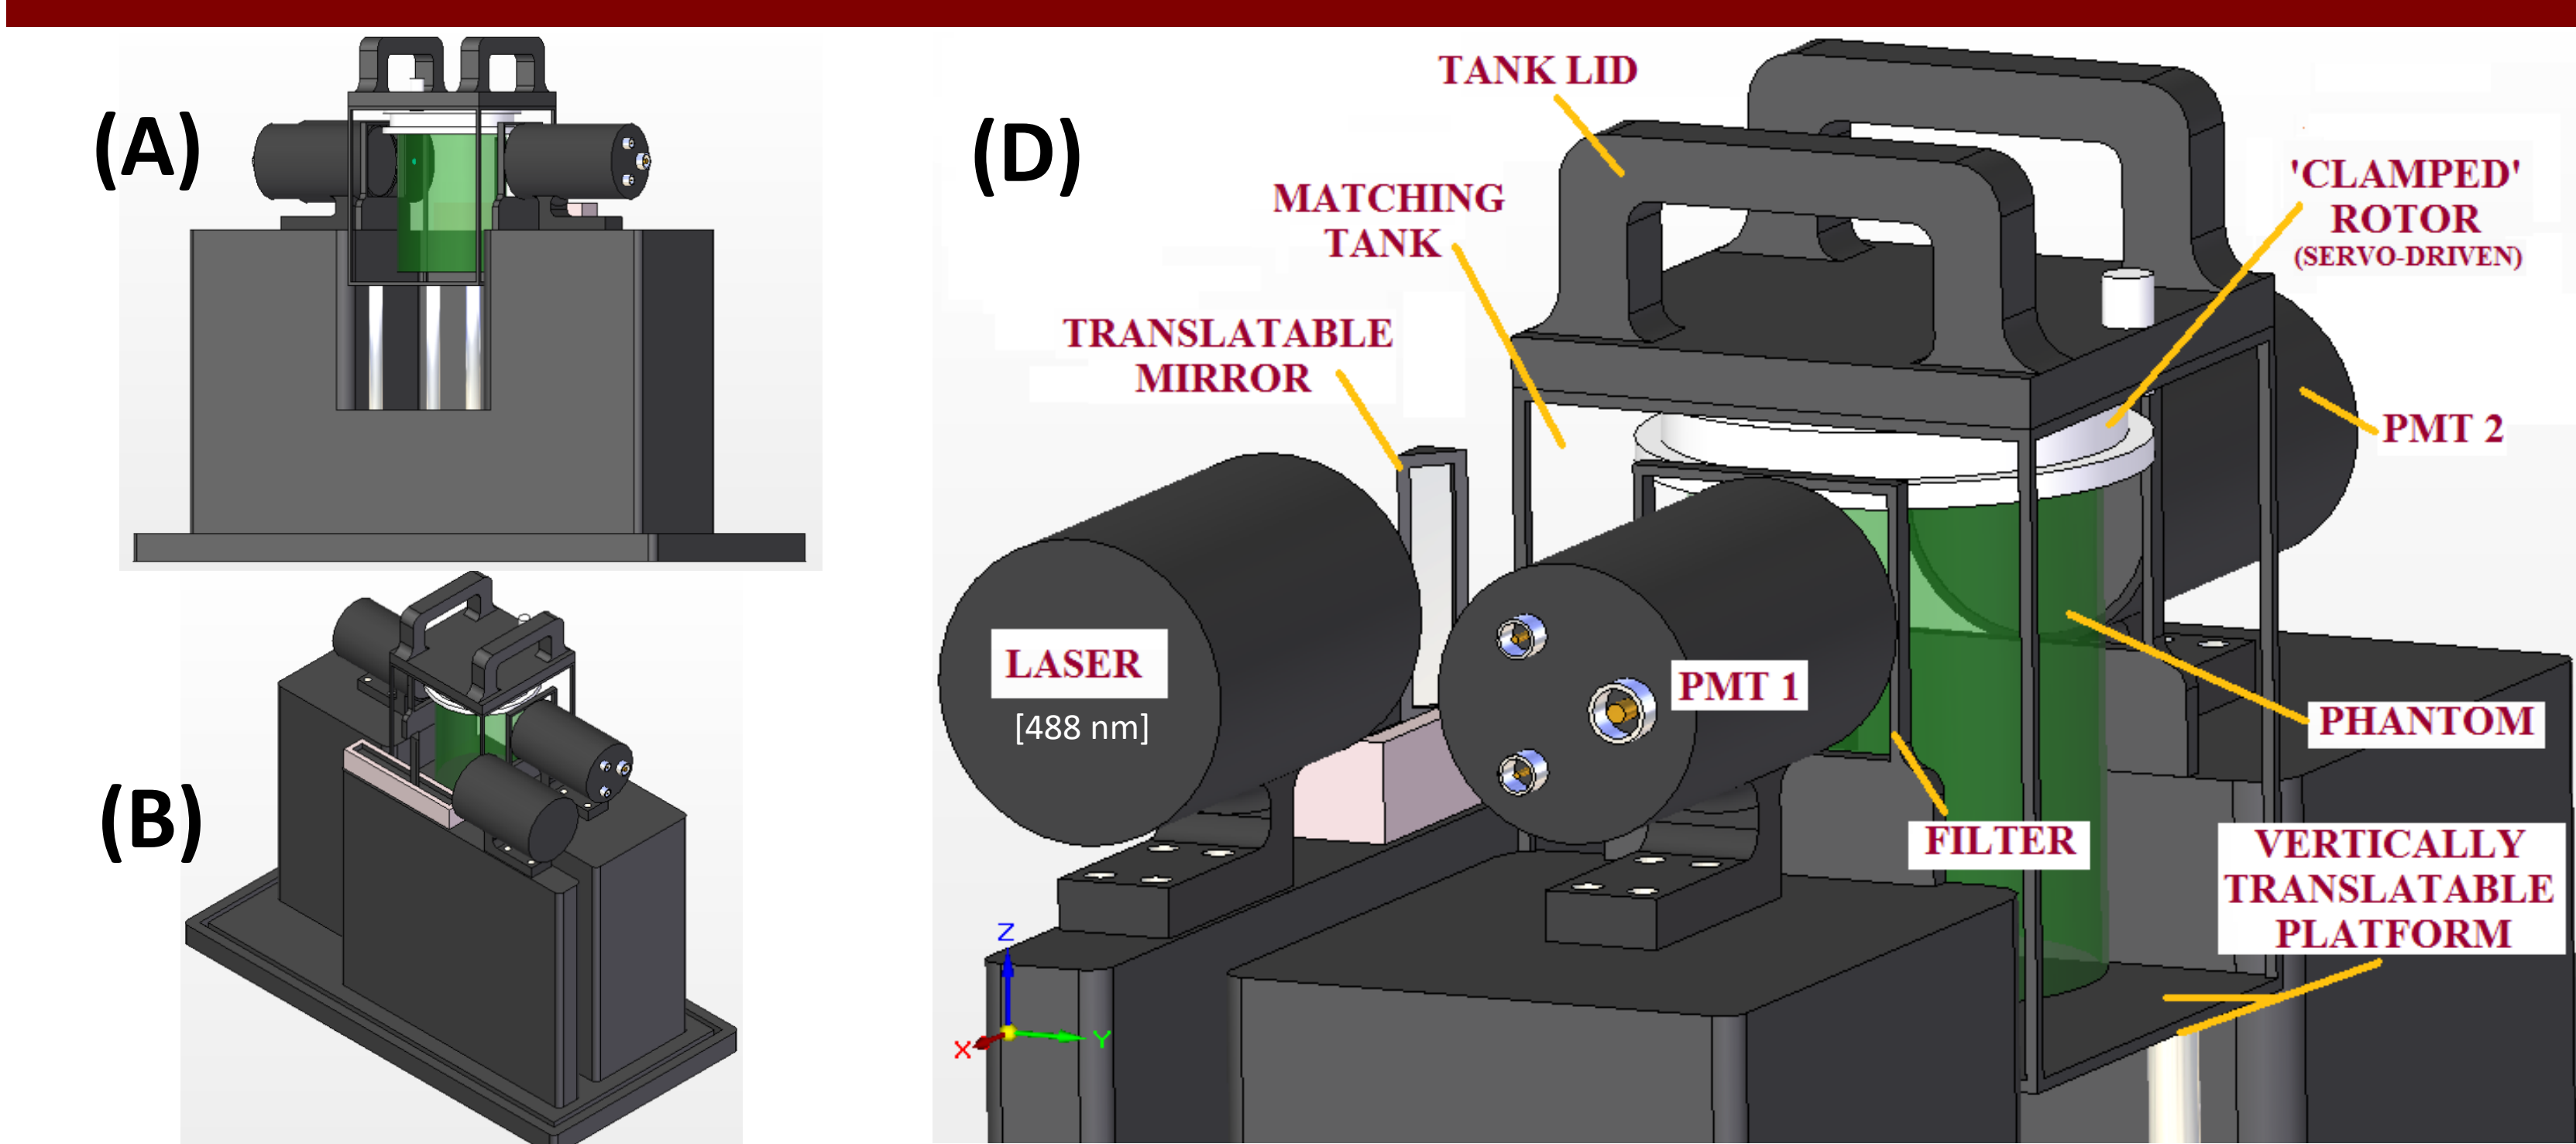 (A)
(B)
(D)
TANK LID
MATCHING
TANK
TRANSLATABLE
MIRROR
'CLAMPED'
ROTOR
(SERVO-DRIVEN)
PMT 2
LASER
[488 nm]
PMT 1
PHANTOM
FILTER
VERTICALLY
TRANSLATABLE
PLATFORM
Z
X
Y